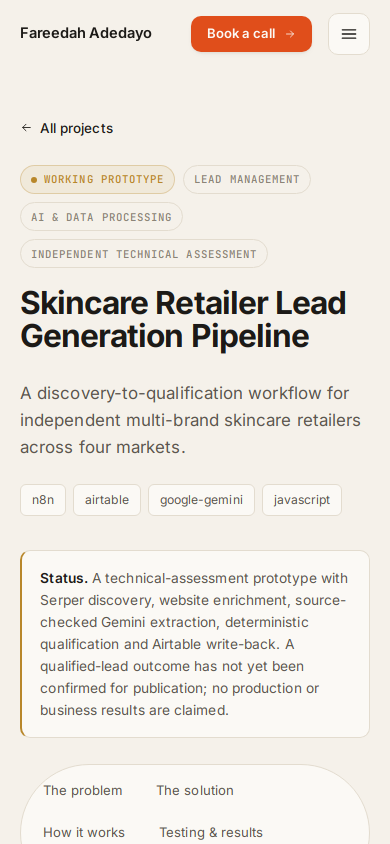 Fareedah Adedayo
Book a call →
← All projects
WORKING PROTOTYPE
LEAD MANAGEMENT
AI & DATA PROCESSING
INDEPENDENT TECHNICAL ASSESSMENT
Skincare Retailer Lead
Generation Pipeline
A discovery-to-qualification workflow for
independent multi-brand skincare retailers
across four markets.
n8n
airtable
google-gemini
javascript
Status. A technical-assessment prototype with
Serper discovery, website enrichment, source-
checked Gemini extraction, deterministic
qualification and Airtable write-back. A
qualified-lead outcome has not yet been
confirmed for publication; no production or
business results are claimed.
The problem
The solution
How it works
Testing & results